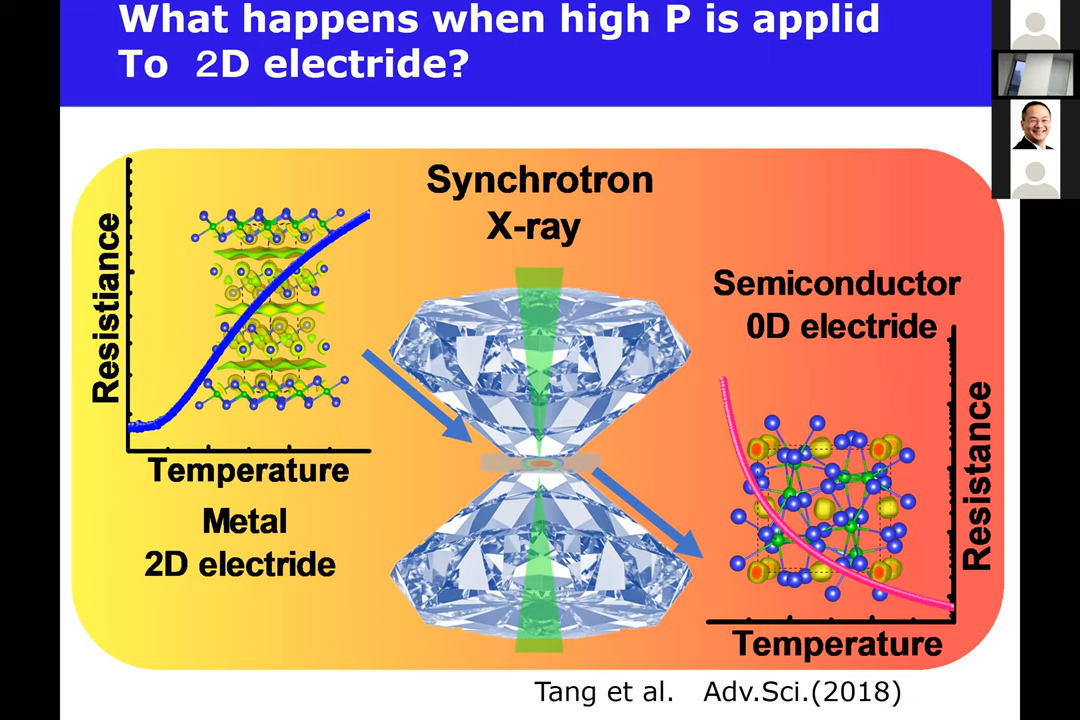 What happens when high P is applid
To 2D electride?
Synchrotron
X-ray
Resistiance
Temperature
Metal
2D electride
Semiconductor
0D electride
Resistance
Temperature
Tang et al. Adv.Sci.(2018)